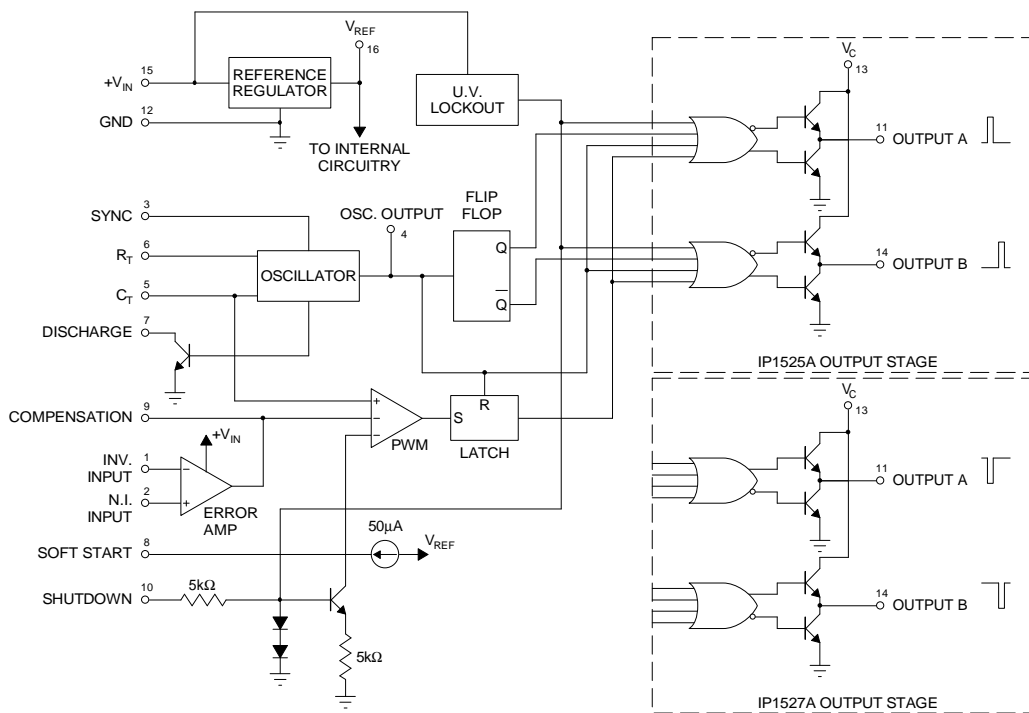 V_REF
16
V_C
13
+V_IN
15
REFERENCE
REGULATOR
U.V.
LOCKOUT
GND
12
TO INTERNAL
CIRCUITRY
11
OUTPUT A
SYNC
3
OSC. OUTPUT
4
FLIP
FLOP
R_T
6
OSCILLATOR
Q
14
OUTPUT B
C_T
5
Q̅
DISCHARGE
7
IP1525A OUTPUT STAGE
COMPENSATION
9
+
−
−
PWM
S
R
LATCH
V_C
13
+V_IN
INV.
INPUT
1
−
N.I.
INPUT
2
+
ERROR
AMP
11
OUTPUT A
SOFT START
8
50µA
V_REF
SHUTDOWN
10
5kΩ
14
OUTPUT B
5kΩ
IP1527A OUTPUT STAGE